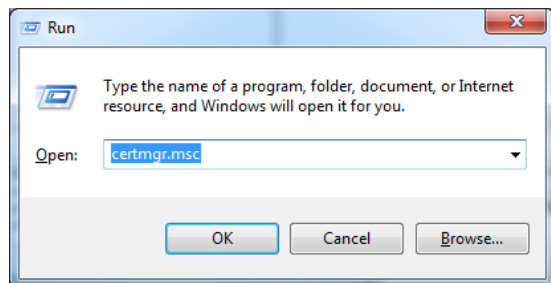 Run
Type the name of a program, folder, document, or Internet
resource, and Windows will open it for you.
Open: certmgr.msc
OK Cancel Browse...